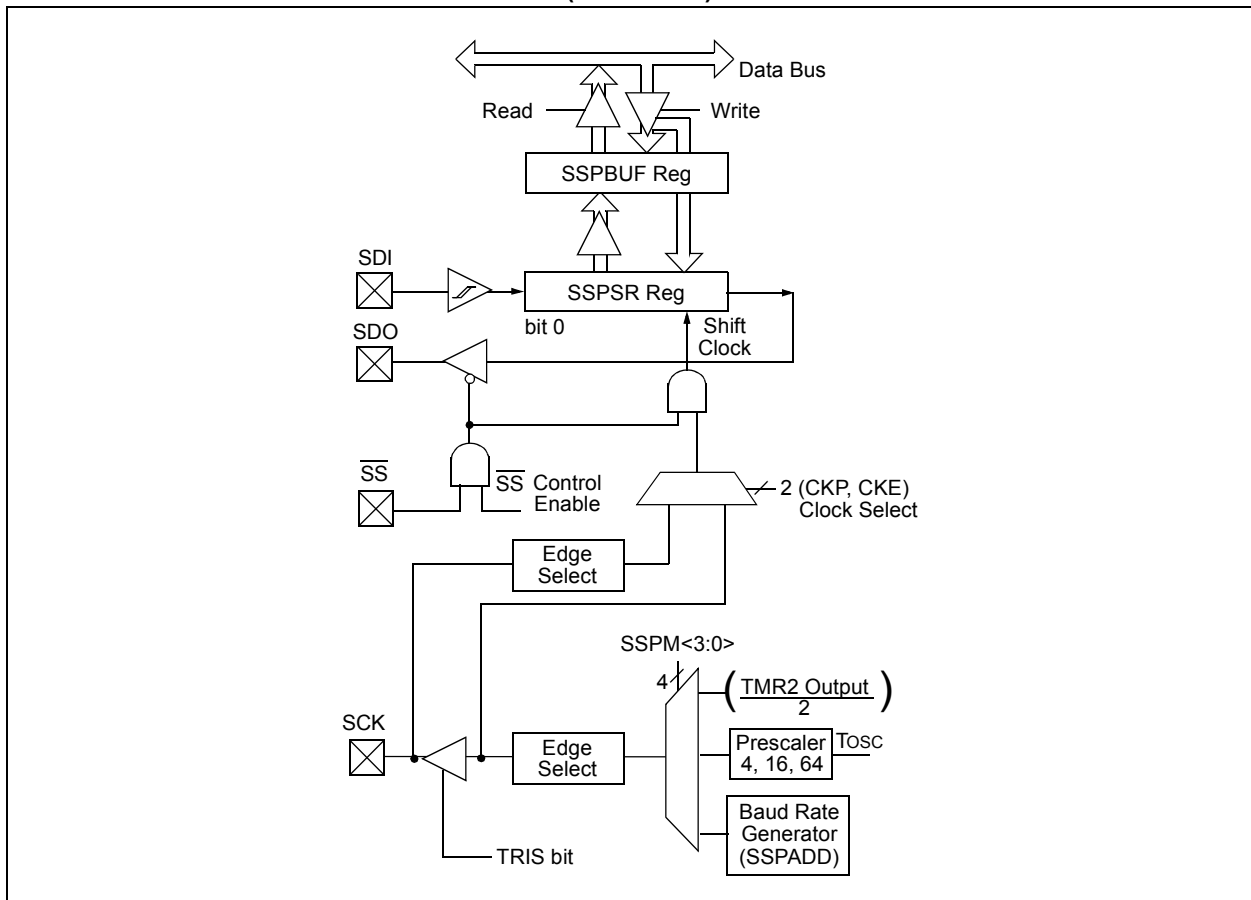 Data Bus
Read
Write
SSPBUF Reg
SDI
SSPSR Reg
bit 0
Shift
Clock
SDO
SS
SS Control
Enable
2 (CKP, CKE)
Clock Select
Edge
Select
SSPM<3:0>
4
(TMR2 Output)
2
SCK
Edge
Select
Prescaler
4, 16, 64
TOSC
Baud Rate
Generator
(SSPADD)
TRIS bit